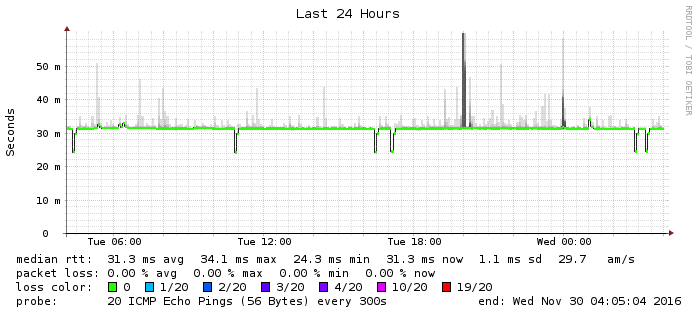 Last 24 Hours
RRDTOOL / TOBI OETIKER
Seconds
50 m
40 m
30 m
20 m
10 m
0
Tue 06:00 Tue 12:00 Tue 18:00 Wed 00:00
median rtt: 31.3 ms avg 34.1 ms max 24.3 ms min 31.3 ms now 1.1 ms sd 29.7 am/s
packet loss: 0.00 % avg 0.00 % max 0.00 % min 0.00 % now
loss color: 0 1/20 2/20 3/20 4/20 10/20 19/20
probe: 20 ICMP Echo Pings (56 Bytes) every 300s end: Wed Nov 30 04:05:04 2016